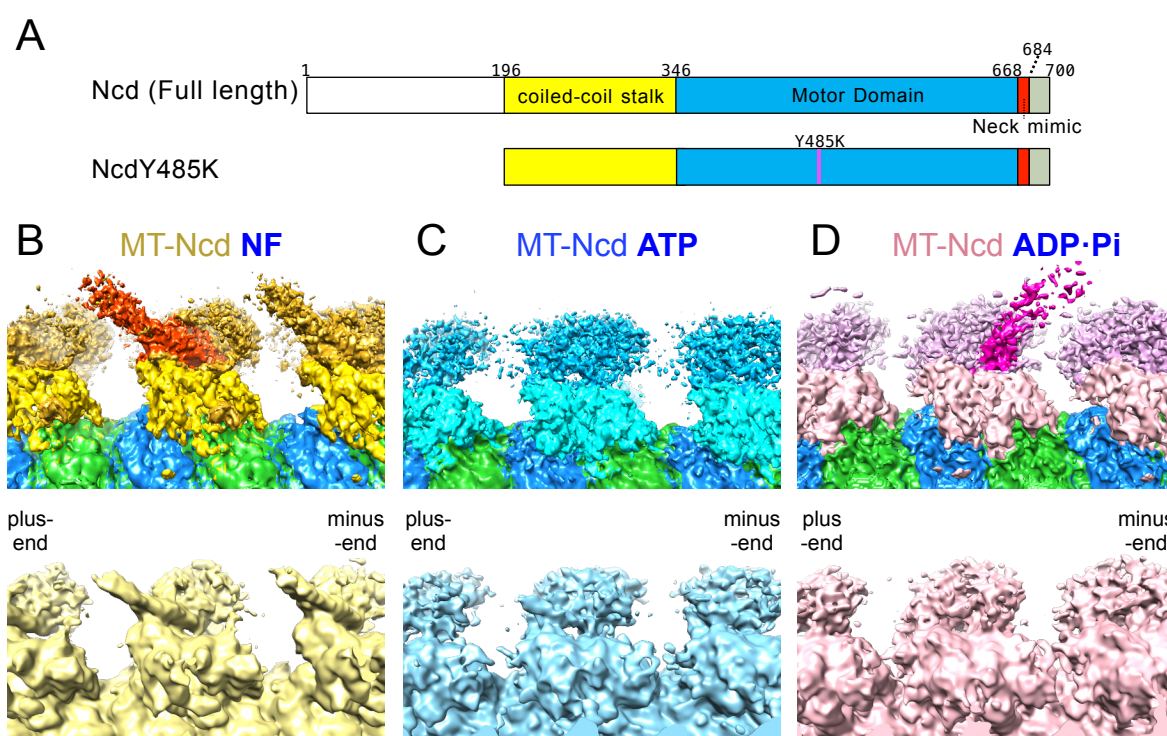 A
684
1 196 346 668 700
Ncd (Full length) coiled-coil stalk Motor Domain
Neck mimic
Y485K
NcdY485K
B MT-Ncd NF
C MT-Ncd ATP
D MT-Ncd ADP·Pi
plus-
end
minus
-end
plus-
end
minus
-end
plus
-end
minus
-end